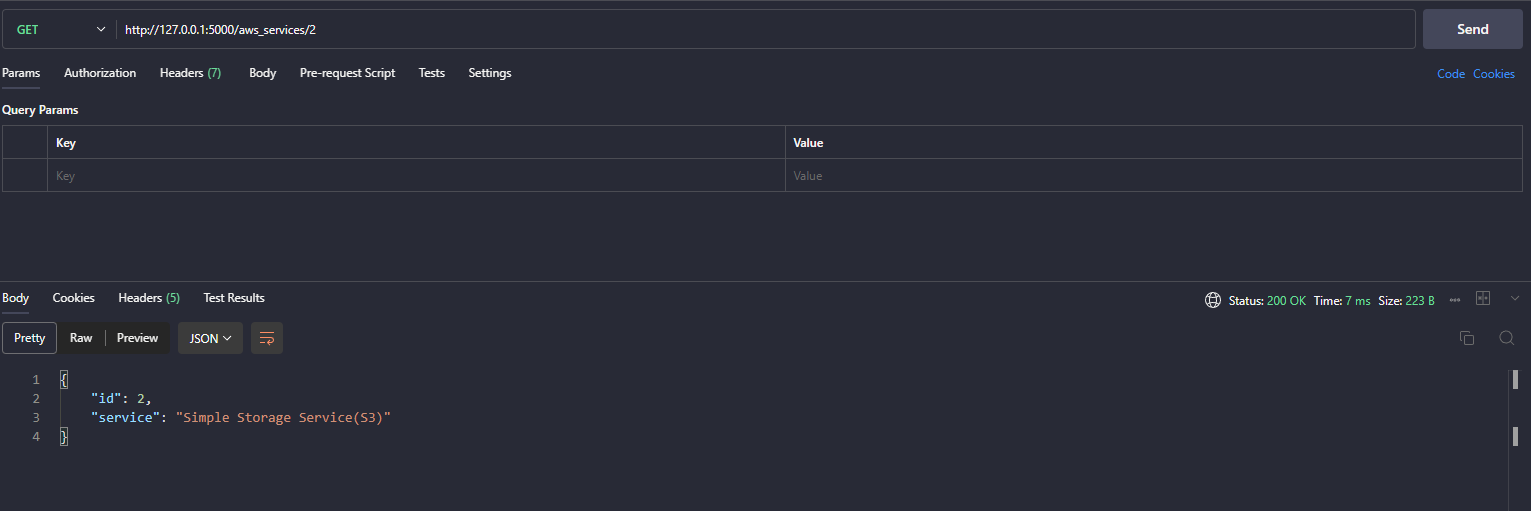 GET http://127.0.0.1:5000/aws_services/2 Send
Params Authorization Headers (7) Body Pre-request Script Tests Settings Code Cookies
Query Params
Key Value
Key Value
Body Cookies Headers (5) Test Results Status: 200 OK Time: 7 ms Size: 223 B
Pretty Raw Preview JSON
1 {
2 "id": 2,
3 "service": "Simple Storage Service(S3)"
4 }